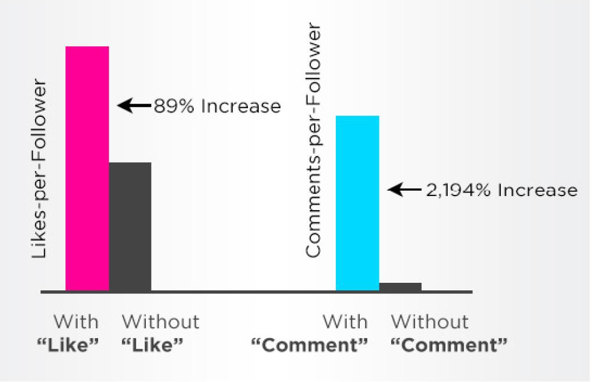 Likes-per-Follower
89% Increase
Comments-per-Follower
2,194% Increase
With
"Like"
Without
"Like"
With
"Comment"
Without
"Comment"